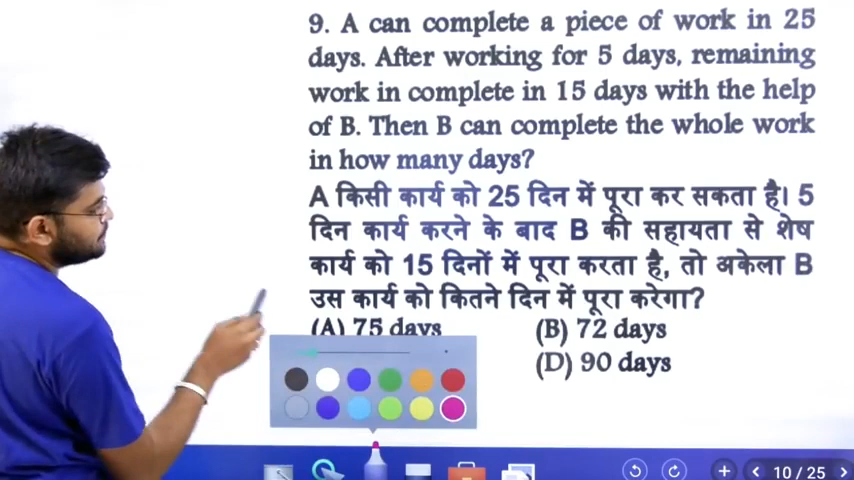 9. A can complete a piece of work in 25
days. After working for 5 days, remaining
work in complete in 15 days with the help
of B. Then B can complete the whole work
in how many days?
A किसी कार्य को 25 दिन में पूरा कर सकता है। 5
दिन कार्य करने के बाद B की सहायता से शेष
कार्य को 15 दिनों में पूरा करता है, तो अकेला B
उस कार्य को कितने दिन में पूरा करेगा?
(A) 75 days (B) 72 days
(D) 90 days
10 / 25